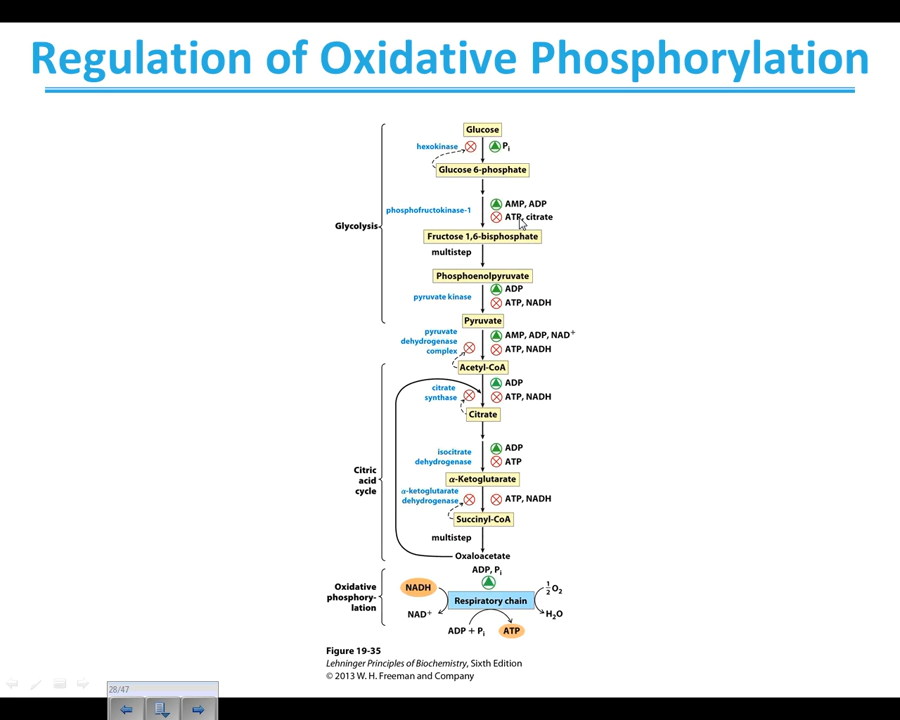 Regulation of Oxidative Phosphorylation
Glucose
hexokinase
Pi
Glucose 6-phosphate
phosphofructokinase-1
AMP, ADP
ATP, citrate
Glycolysis
Fructose 1,6-bisphosphate
multistep
Phosphoenolpyruvate
pyruvate kinase
ADP
ATP, NADH
Pyruvate
pyruvate
dehydrogenase
complex
AMP, ADP, NAD+
ATP, NADH
Acetyl-CoA
citrate
synthase
ADP
ATP, NADH
Citrate
isocitrate
dehydrogenase
ADP
ATP
Citric
acid
cycle
α-Ketoglutarate
α-ketoglutarate
dehydrogenase
ATP, NADH
Succinyl-CoA
multistep
Oxaloacetate
ADP, Pi
Oxidative
phosphory-
lation
NADH
NAD+
Respiratory chain
1/2 O2
H2O
ADP + Pi
ATP
Figure 19-35
Lehninger Principles of Biochemistry, Sixth Edition
© 2013 W. H. Freeman and Company
28/47